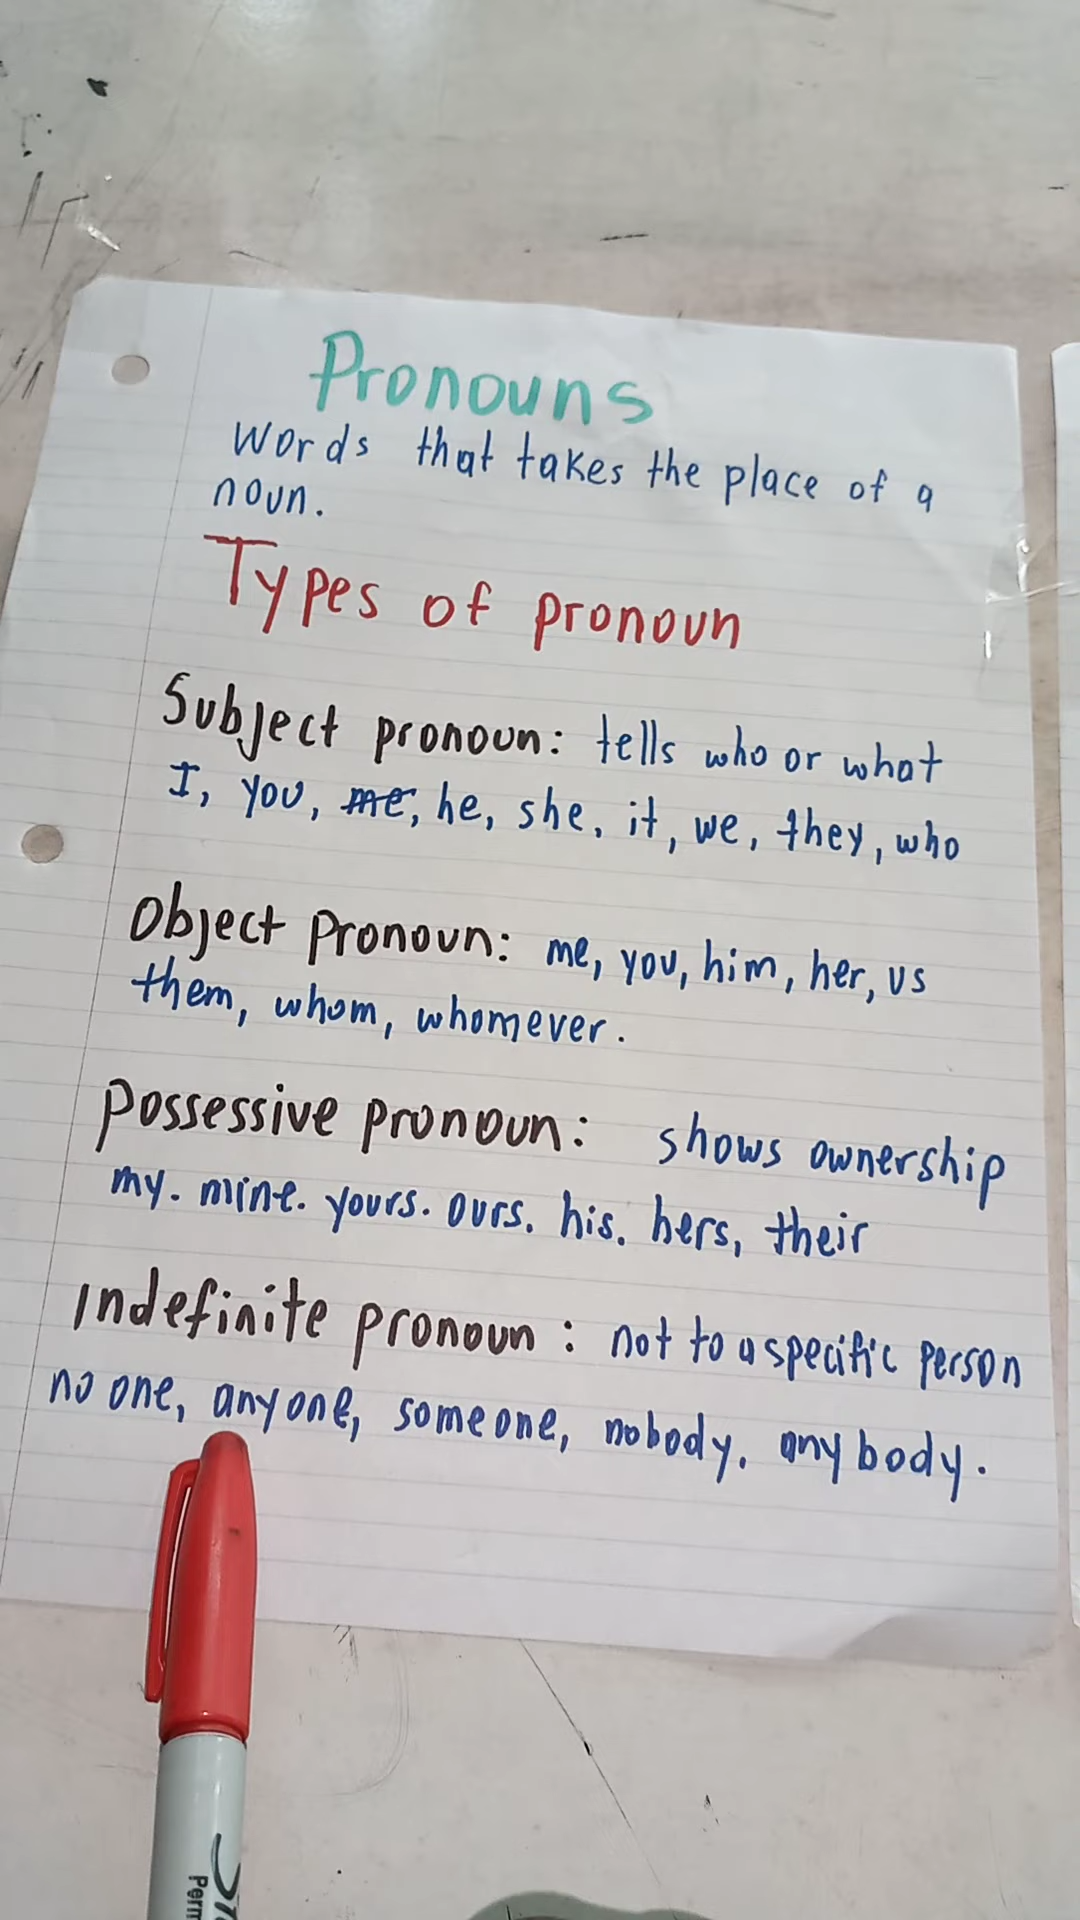 Pronouns
Words that takes the place of a
noun.
Types of pronoun
Subject pronoun: tells who or what
I, you, me, he, she, it, we, they, who
Object pronoun: me, you, him, her, us
them, whom, whomever.
possessive pronoun: shows ownership
my. mine. yours. ours. his. hers, their
Indefinite pronoun : not to a specific person
no one, anyone, someone, nobody. anybody.